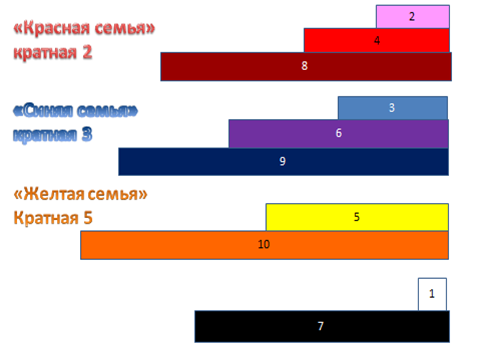 «Красная семья»
кратная 2
2
4
8
«Синяя семья»
кратная 3
3
6
9
«Желтая семья»
Кратная 5
5
10
1
7